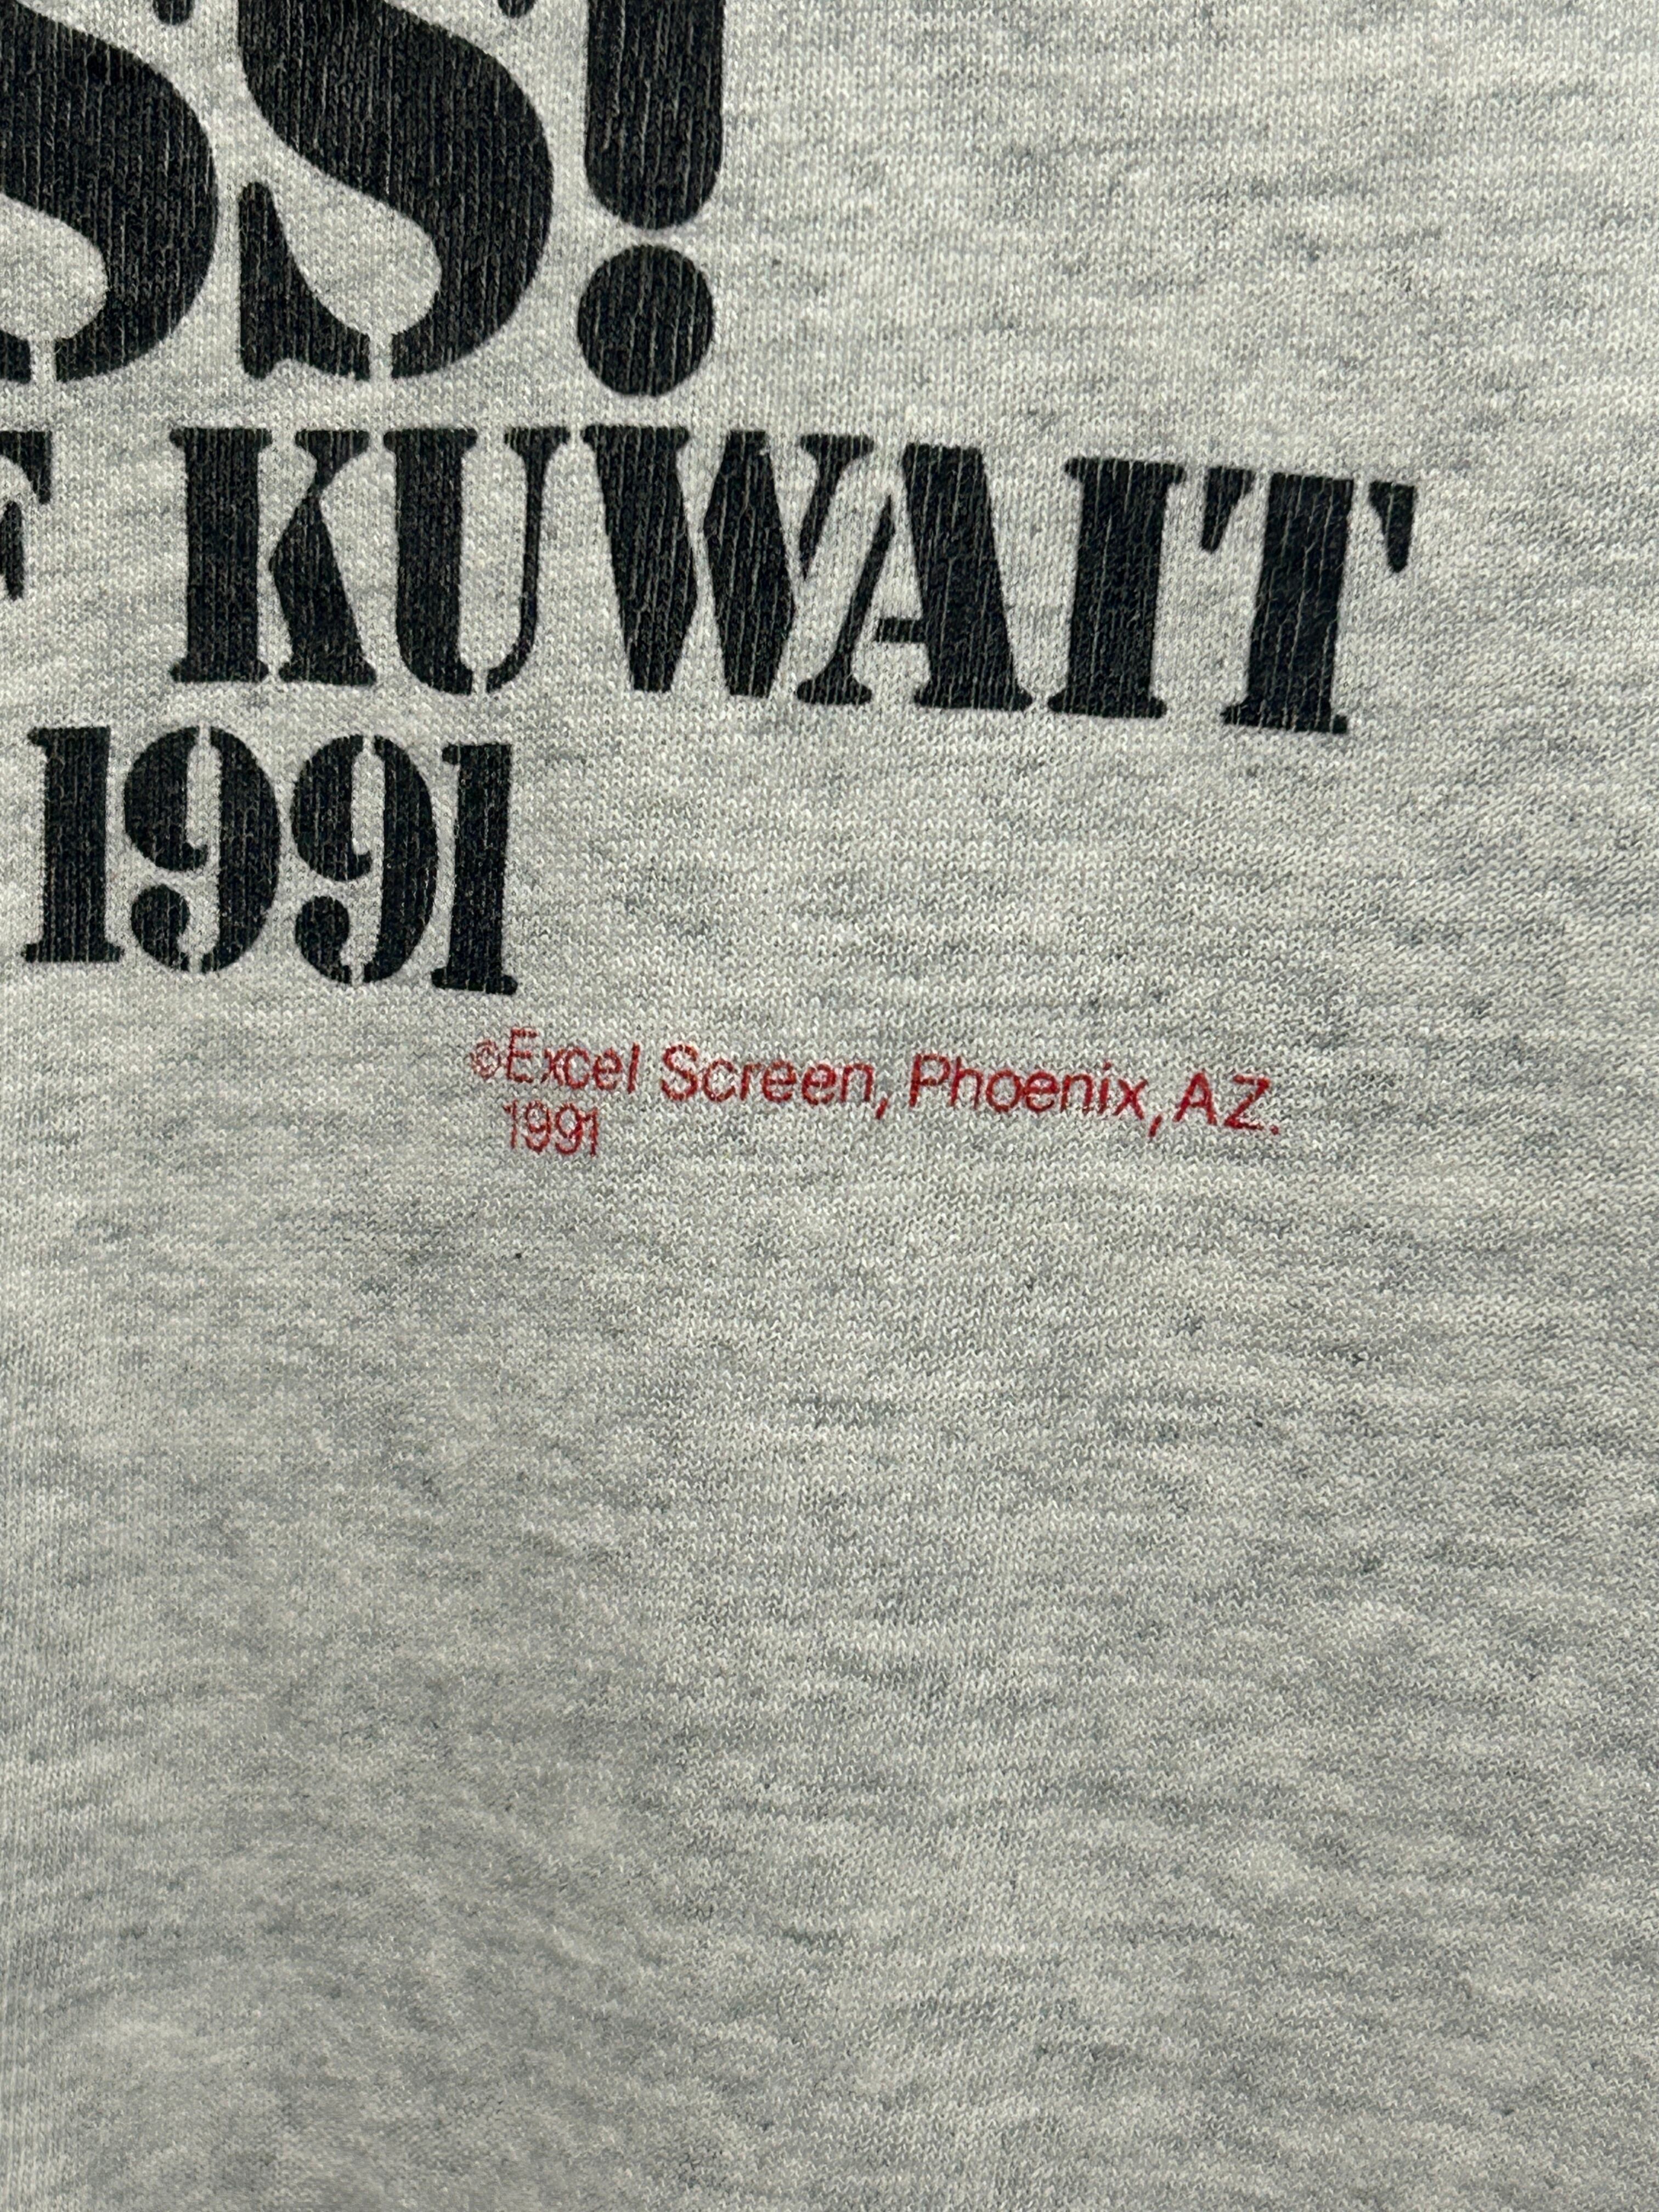 SS!
F KUWAIT
1991
©Excel Screen, Phoenix, AZ.
1991